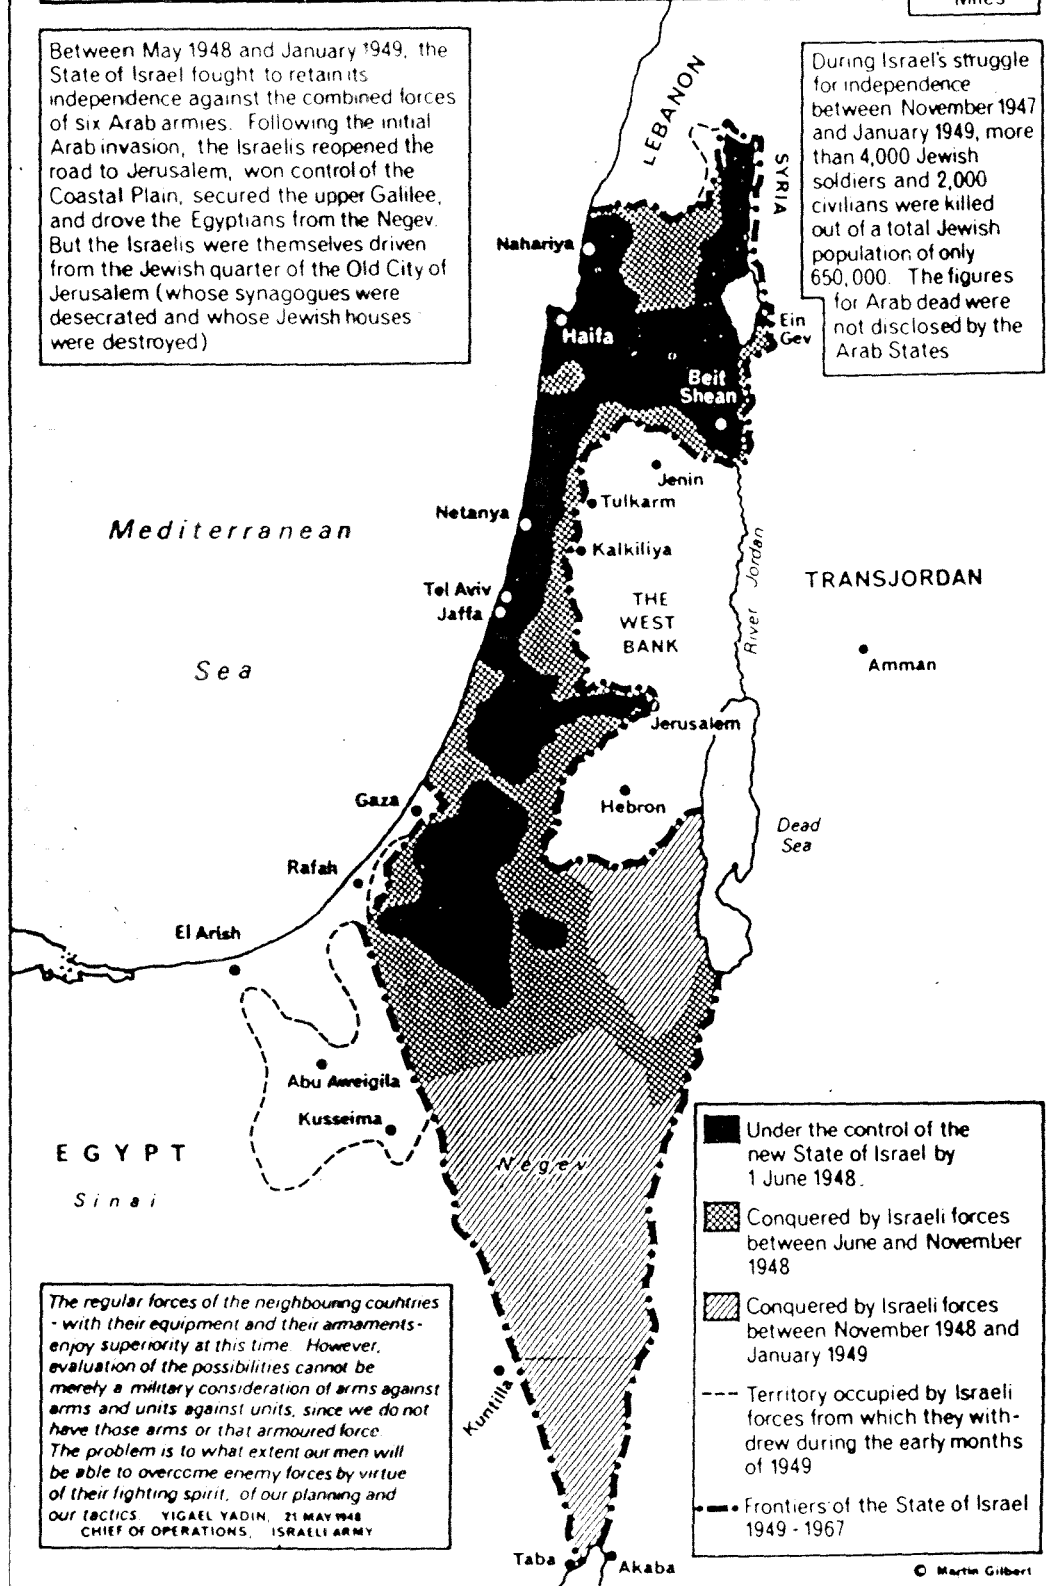 Miles
Between May 1948 and January 1949, the
State of Israel fought to retain its
independence against the combined forces
of six Arab armies. Following the initial
Arab invasion, the Israelis reopened the
road to Jerusalem, won control of the
Coastal Plain, secured the upper Galilee,
and drove the Egyptians from the Negev.
But the Israelis were themselves driven
from the Jewish quarter of the Old City of
Jerusalem (whose synagogues were
desecrated and whose Jewish houses
were destroyed)
During Israel's struggle
for independence
between November 1947
and January 1949, more
than 4,000 Jewish
soldiers and 2,000
civilians were killed
out of a total Jewish
population of only
650,000. The figures
for Arab dead were
not disclosed by the
Arab States
LEBANON
SYRIA
Nahariya
Haifa
Ein
Gev
Beit
Shean
Jenin
Tulkarm
Netanya
Kalkiliya
Mediterranean
Sea
River Jordan
TRANSJORDAN
Tel Aviv
Jaffa
THE
WEST
BANK
Amman
Jerusalem
Gaza
Hebron
Dead
Sea
Rafah
El Arish
Abu Aweigila
Kusseima
EGYPT
Sinai
Negev
Under the control of the
new State of Israel by
1 June 1948.
Conquered by Israeli forces
between June and November
1948
Conquered by Israeli forces
between November 1948 and
January 1949
Territory occupied by Israeli
forces from which they with-
drew during the early months
of 1949
Frontiers of the State of Israel
1949-1967
The regular forces of the neighbouring countries
- with their equipment and their armaments -
enjoy superiority at this time. However,
evaluation of the possibilities cannot be
merely a military consideration of arms against
arms and units against units, since we do not
have those arms or that armoured force.
The problem is to what extent our men will
be able to overcome enemy forces by virtue
of their fighting spirit, of our planning and
our tactics. YIGAEL YADIN, 21 MAY 1948
CHIEF OF OPERATIONS, ISRAELI ARMY
Kuntilla
Taba
Akaba
© Martin Gilbert